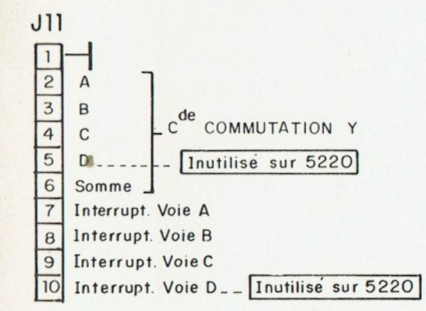 J11
1
2 A
3 B
4 C
5 D Inutilisé sur 5220
6 Somme
Cde COMMUTATION Y
7 Interrupt. Voie A
8 Interrupt. Voie B
9 Interrupt. Voie C
10 Interrupt. Voie D Inutilisé sur 5220